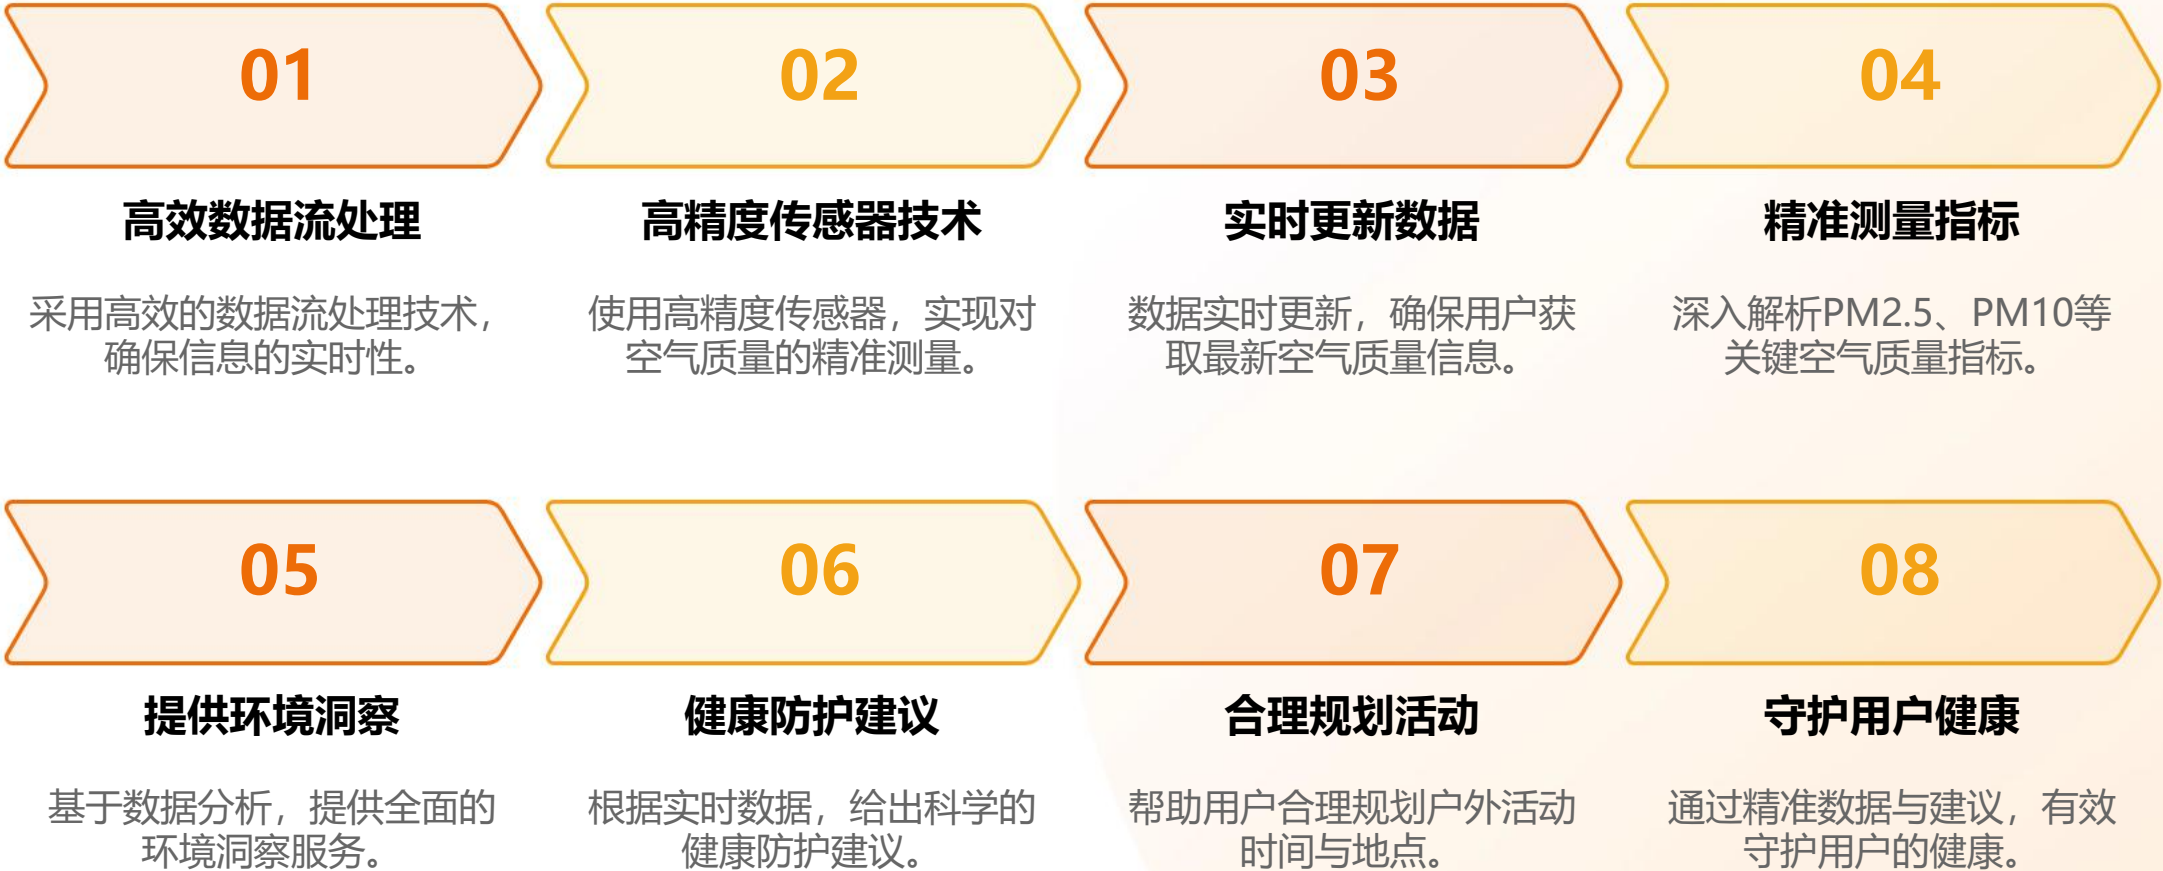 01
02
03
04
高效数据流处理
高精度传感器技术
实时更新数据
精准测量指标
采用高效的数据流处理技术，
确保信息的实时性。
使用高精度传感器，实现对
空气质量的精准测量。
数据实时更新，确保用户获
取最新空气质量信息。
深入解析PM2.5、PM10等
关键空气质量指标。
05
06
07
08
提供环境洞察
健康防护建议
合理规划活动
守护用户健康
基于数据分析，提供全面的
环境洞察服务。
根据实时数据，给出科学的
健康防护建议。
帮助用户合理规划户外活动
时间与地点。
通过精准数据与建议，有效
守护用户的健康。